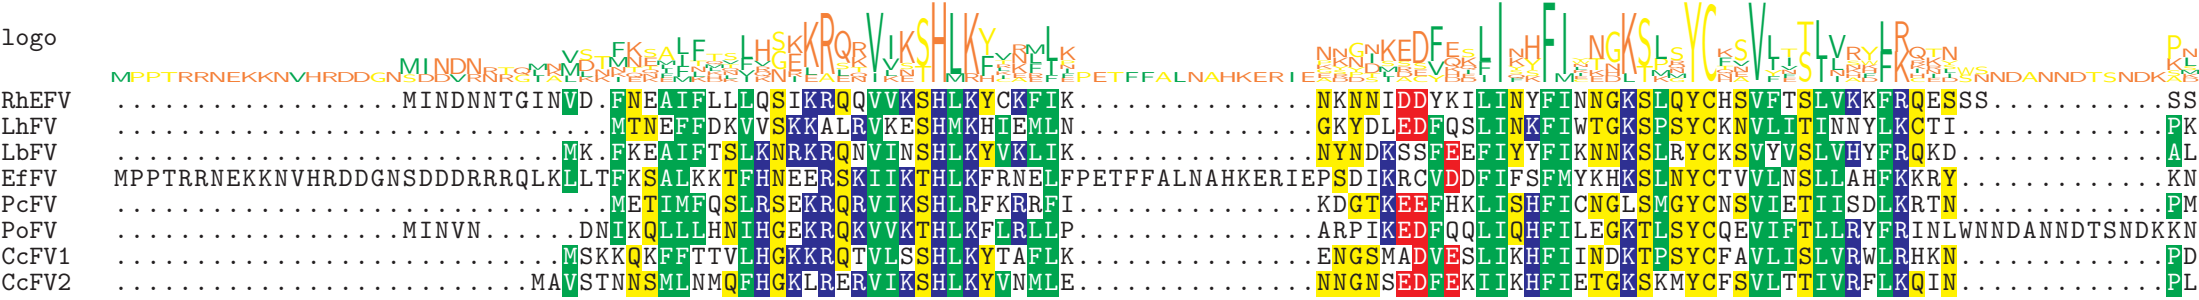 logo
RhEFV ..................MINDNNTGINVD.FNEAIFLLLQSIKRQQVVKSHLKYCKFIK...............NKNNIDDYKILINYFINNGKSLQYCHSVFTSLVKKFRQESSS...........SS
LhFV ...............................MTNEFFDKVVSKKALRVKESHMKHIEMLN...............GKYDLEDFQSLINKFIWTGKSPSYCKNVLITINNYLKCTI.............PK
LbFV ............................MK.FKEAIFTSLKNRKRQNVINSHLKYVKLIK...............NYNDKSSFEEFIYYFIKNNKSLRYCKSVYVSLVHYFRQKD.............AL
EfFV MPPTRRNEKKNVHRDDGNSDDDRRRQLKLLTFKSALKKTFHNEERSKIIKTHLKFRNELFPETFFALNAHKERIEPSDIKRCVDDFIFSFMYKHKSLNYCTVVLNSLLAHFKKRY.............KN
PcFV ...............................METIMFQSLRSEKRQRVIKSHLRFKRRFI...............KDGTKEEFHKLISHFICNGLSMGYCNSVIETIISDLKRTN.............PM
PoFV ..................MINVN......DNIKQLLLHNIHGEKRQKVVKTHLKFLRLLP...............ARPIKEDFQQLIQHFILEGKTLSYCQEVIFTLLRYFRINLWNNDANNDTSNDKKN
CcFV1 ............................MSKKQKFFTTVLHGKKRQTVLSSHLKYTAFLK...............ENGSMADVESLIKHFIINDKTPSYCFAVLISLVRWLRHKN.............PD
CcFV2 ..........................MAVSTNNSMLNMQFHGKLRERVIKSHLKYVNMLE...............NNGNSEDFEKIIKHFIETGKSKMYCFSVLTTIVRFLKQIN.............PL